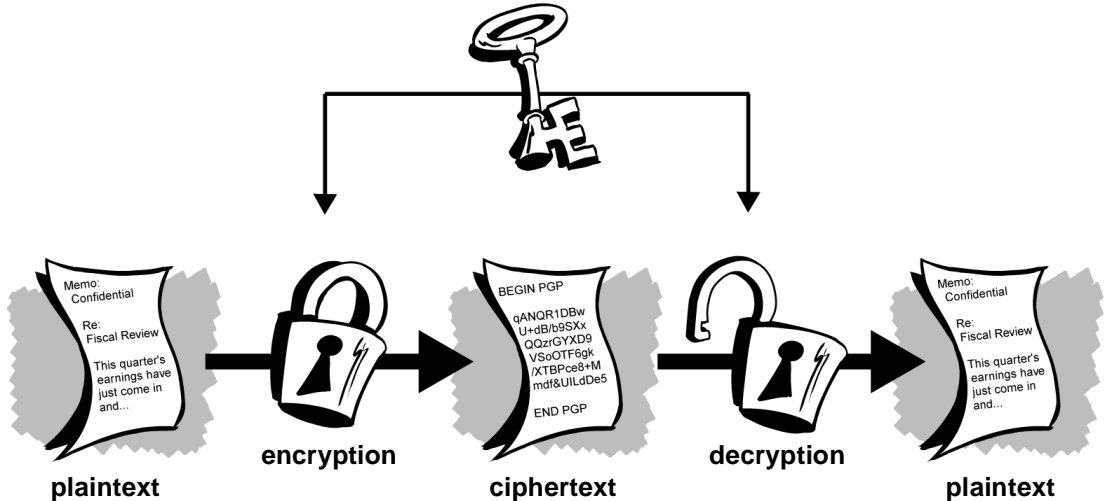 Memo:
Confidential
Re:
Fiscal Review
This quarter's
earnings have
just come in
and...
plaintext
encryption
BEGIN PGP
qANQR1DBw
U+dB/b9SXx
QQzrGYXD9
VSoOTF6gk
/XTBPce8+M
mdf&UILdDe5
END PGP
ciphertext
decryption
Memo:
Confidential
Re:
Fiscal Review
This quarter's
earnings have
just come in
and...
plaintext